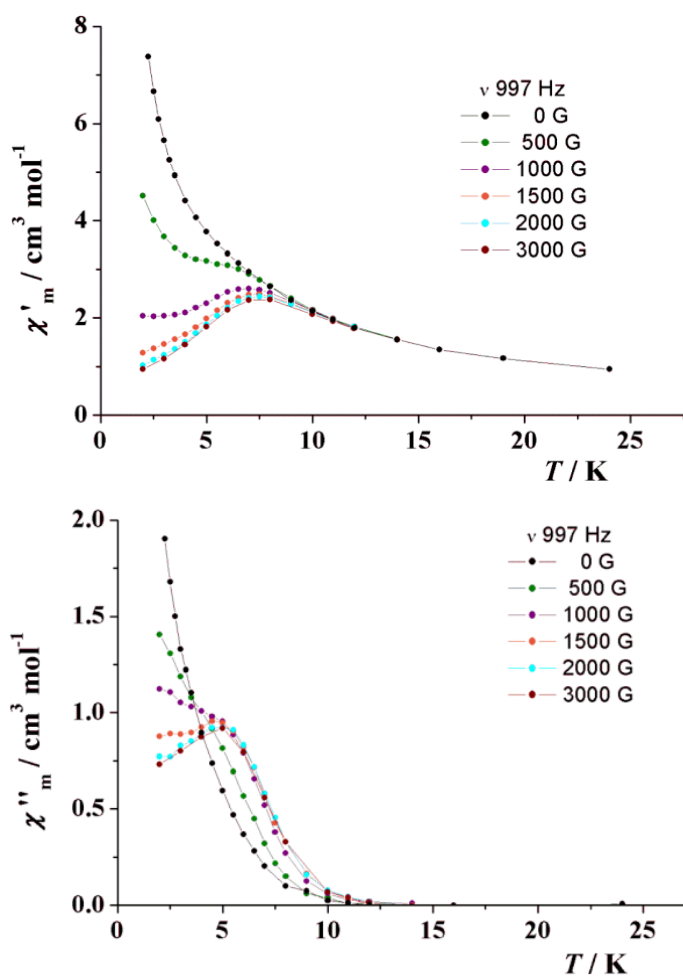 8
6
4
2
0
χ'm / cm³ mol⁻¹
ν 997 Hz
0 G
500 G
1000 G
1500 G
2000 G
3000 G
0 5 10 15 20 25
T / K
2.0
1.5
1.0
0.5
0.0
χ''m / cm³ mol⁻¹
ν 997 Hz
0 G
500 G
1000 G
1500 G
2000 G
3000 G
0 5 10 15 20 25
T / K